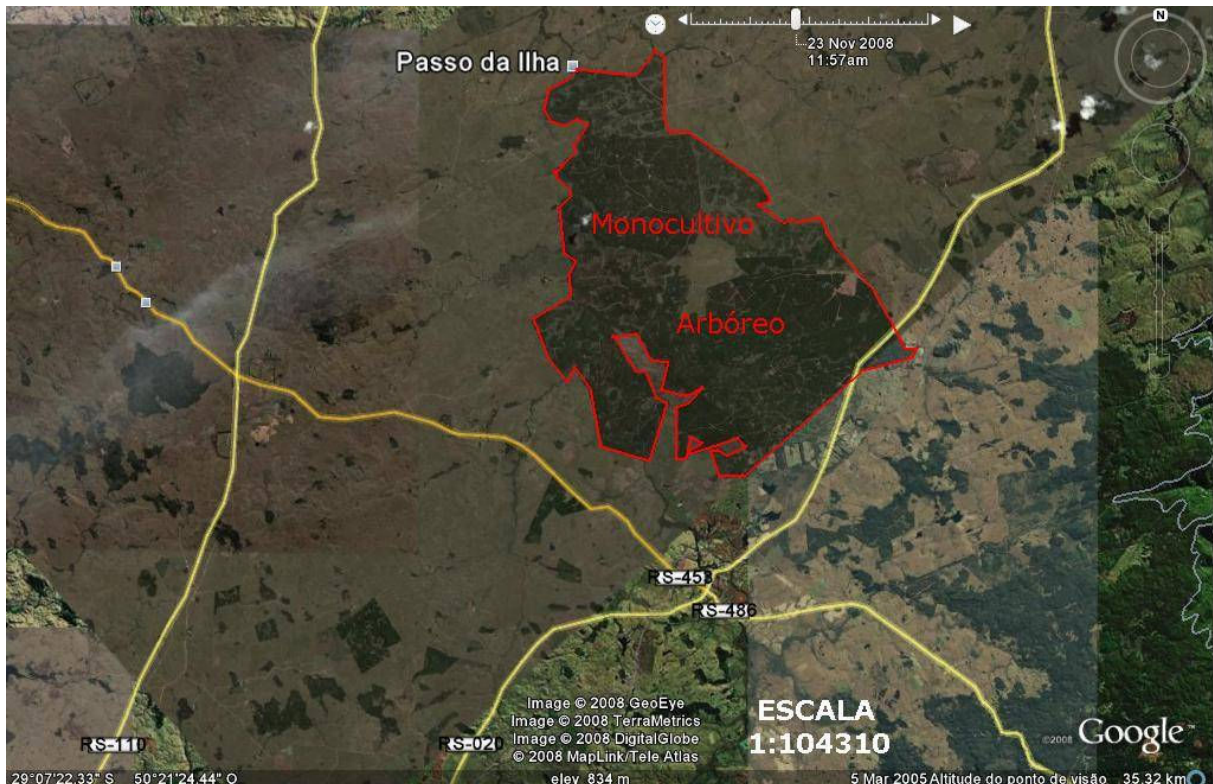 23 Nov 2008
11:57am
N
Passo da Ilha
Monocultivo
Arbóreo
RS-453
RS-486
RS-110
RS-020
Image © 2008 GeoEye
Image © 2008 TerraMetrics
Image © 2008 DigitalGlobe
© 2008 MapLink/Tele Atlas
ESCALA
1:104310
©2008 Google™
29°07'22.33" S 50°21'24.44" O elev 834 m 5 Mar 2005 Altitude do ponto de visão 35.32 km